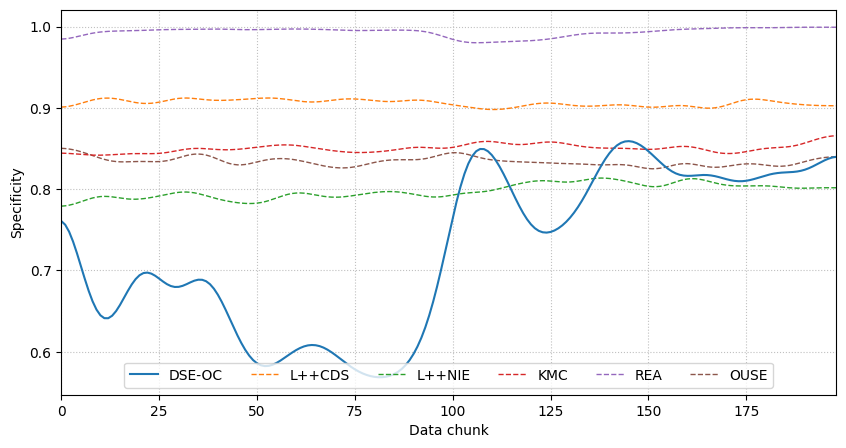 1.0
0.9
0.8
0.7
0.6
Specificity
DSE-OC L++CDS L++NIE KMC REA OUSE
0 25 50 75 100 125 150 175
Data chunk